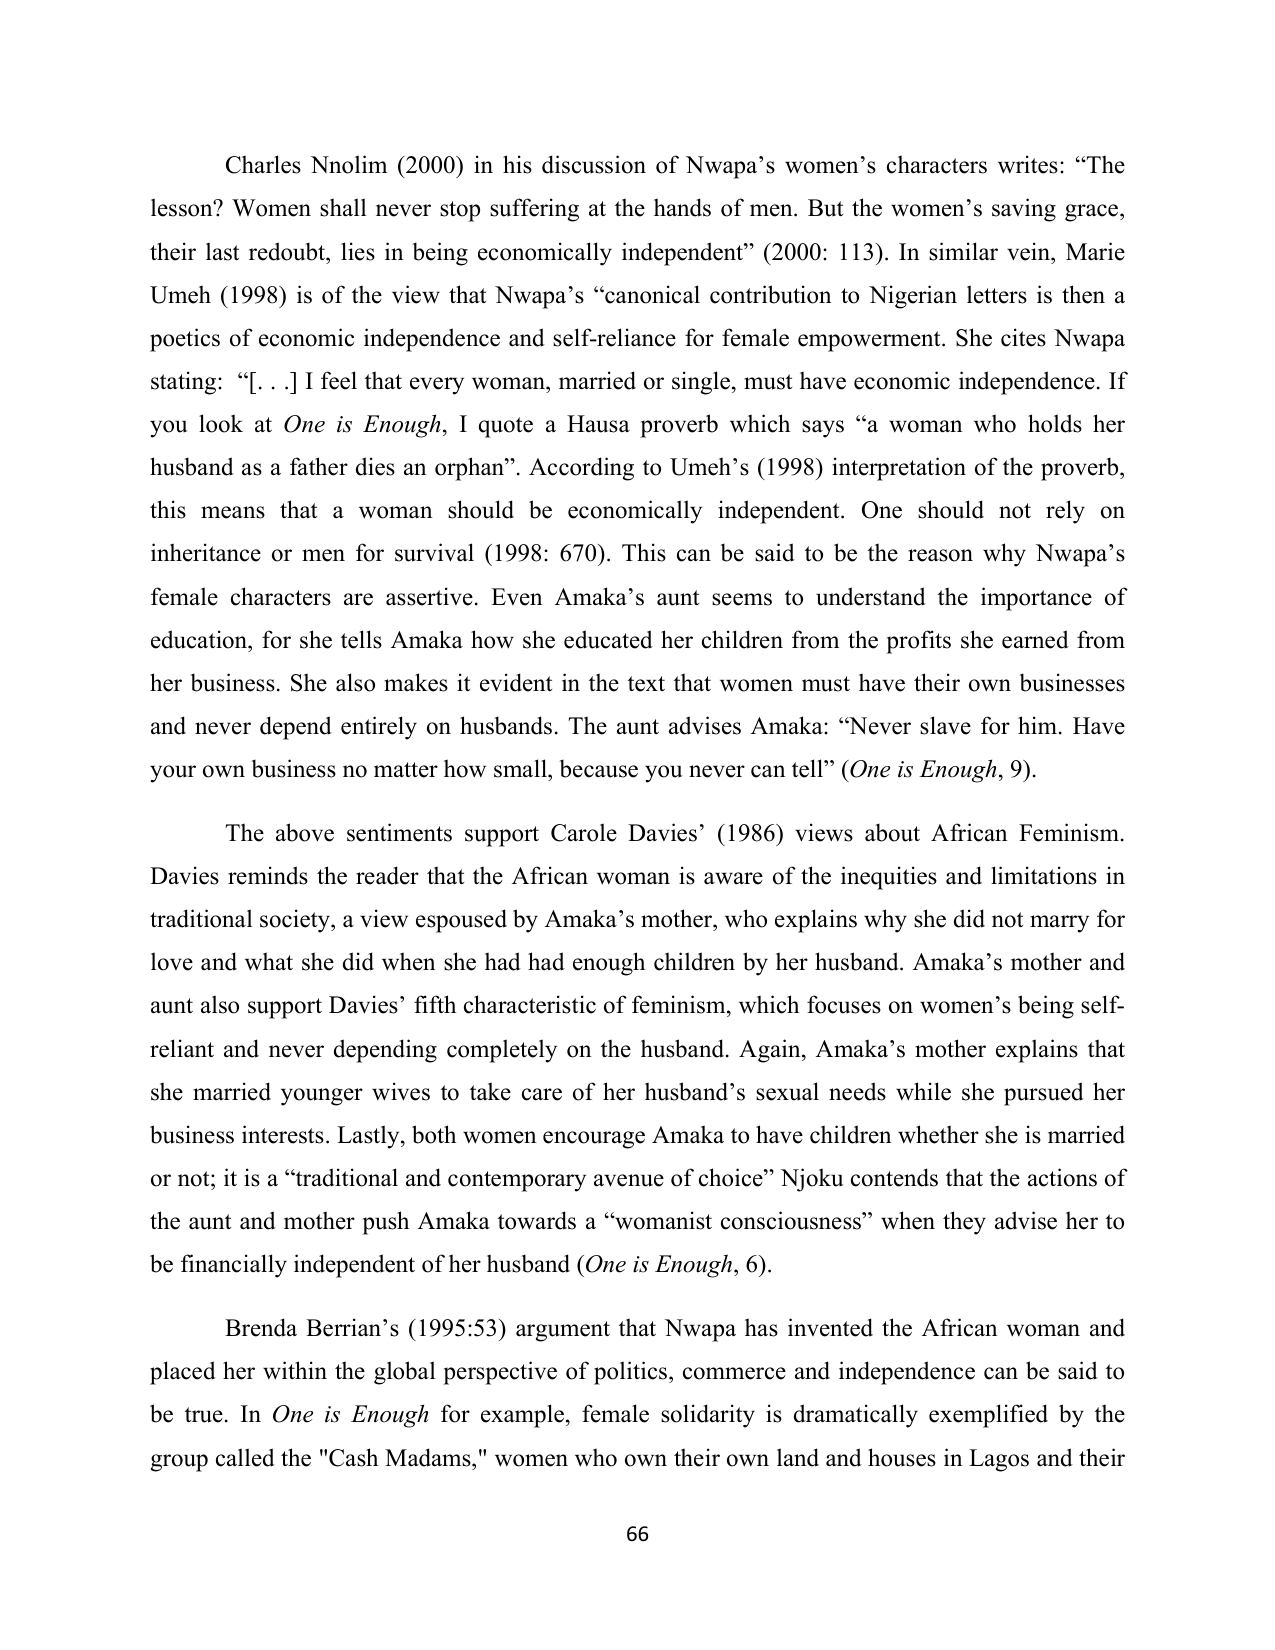 Charles Nnolim (2000) in his discussion of Nwapa’s women’s characters writes: “The
lesson? Women shall never stop suffering at the hands of men. But the women’s saving grace,
their last redoubt, lies in being economically independent” (2000: 113). In similar vein, Marie
Umeh (1998) is of the view that Nwapa’s “canonical contribution to Nigerian letters is then a
poetics of economic independence and self-reliance for female empowerment. She cites Nwapa
stating: “[. . .] I feel that every woman, married or single, must have economic independence. If
you look at One is Enough, I quote a Hausa proverb which says “a woman who holds her
husband as a father dies an orphan”. According to Umeh’s (1998) interpretation of the proverb,
this means that a woman should be economically independent. One should not rely on
inheritance or men for survival (1998: 670). This can be said to be the reason why Nwapa’s
female characters are assertive. Even Amaka’s aunt seems to understand the importance of
education, for she tells Amaka how she educated her children from the profits she earned from
her business. She also makes it evident in the text that women must have their own businesses
and never depend entirely on husbands. The aunt advises Amaka: “Never slave for him. Have
your own business no matter how small, because you never can tell” (One is Enough, 9).
The above sentiments support Carole Davies’ (1986) views about African Feminism.
Davies reminds the reader that the African woman is aware of the inequities and limitations in
traditional society, a view espoused by Amaka’s mother, who explains why she did not marry for
love and what she did when she had had enough children by her husband. Amaka’s mother and
aunt also support Davies’ fifth characteristic of feminism, which focuses on women’s being self-
reliant and never depending completely on the husband. Again, Amaka’s mother explains that
she married younger wives to take care of her husband’s sexual needs while she pursued her
business interests. Lastly, both women encourage Amaka to have children whether she is married
or not; it is a “traditional and contemporary avenue of choice” Njoku contends that the actions of
the aunt and mother push Amaka towards a “womanist consciousness” when they advise her to
be financially independent of her husband (One is Enough, 6).
Brenda Berrian’s (1995:53) argument that Nwapa has invented the African woman and
placed her within the global perspective of politics, commerce and independence can be said to
be true. In One is Enough for example, female solidarity is dramatically exemplified by the
group called the "Cash Madams," women who own their own land and houses in Lagos and their
66